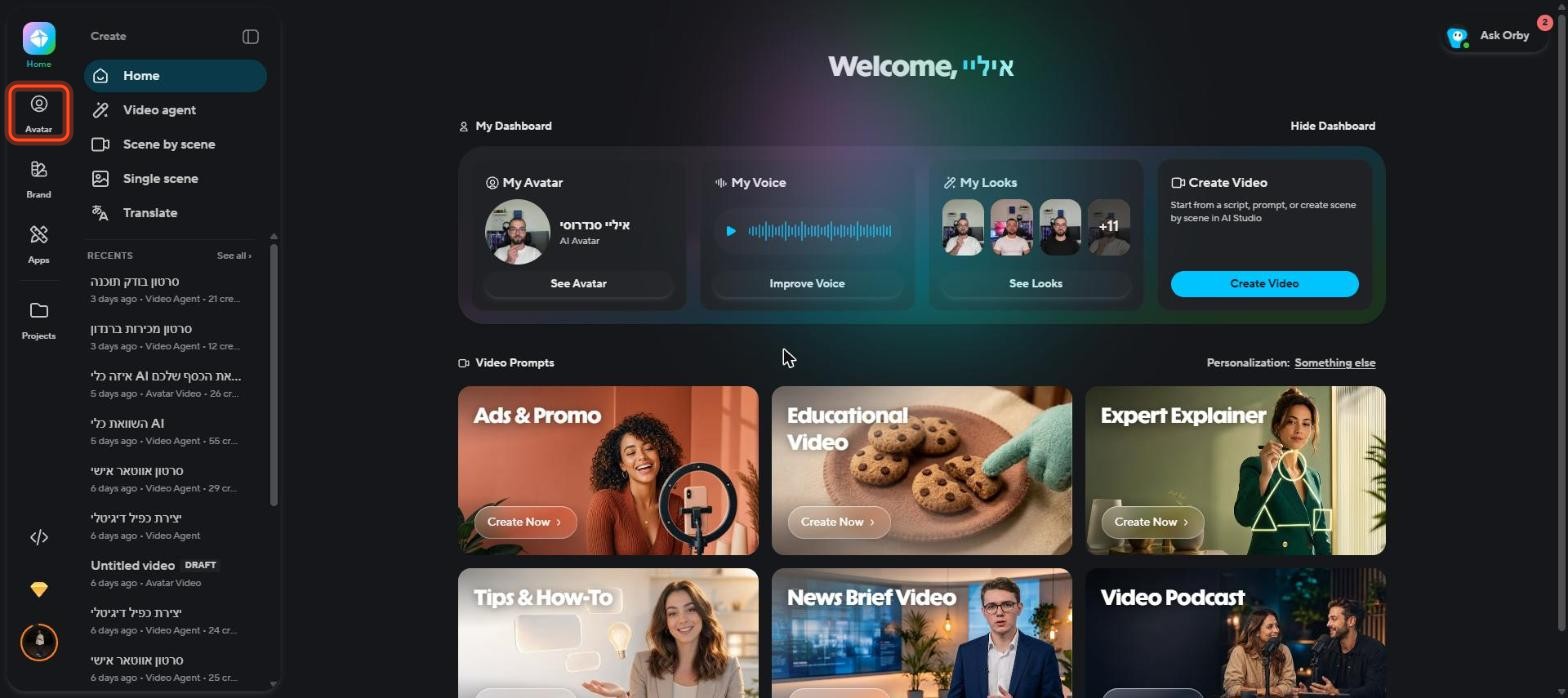 Home
Avatar
Brand
Apps
Projects
Create
Home
Video agent
Scene by scene
Single scene
Translate
RECENTS
See all ›
סרטון בודק תוכנה
3 days ago • Video Agent • 21 cre...
סרטון מכירות ברנדון
3 days ago • Video Agent • 12 cre...
את הכסף שלכם AI איזה כלי...
5 days ago • Avatar Video • 26 cr...
השוואת כלי AI
5 days ago • Video Agent • 55 cr...
סרטון אווטאר אישי
6 days ago • Video Agent • 29 cr...
יצירת כפיל דיגיטלי
6 days ago • Video Agent
Untitled video DRAFT
6 days ago • Avatar Video
יצירת כפיל דיגיטלי
6 days ago • Video Agent • 24 cr...
סרטון אווטאר אישי
6 days ago • Video Agent • 25 cr...
Ask Orby
2
Welcome, איליי
My Dashboard
Hide Dashboard
My Avatar
איליי סנדרוסי
AI Avatar
See Avatar
My Voice
Improve Voice
My Looks
+11
See Looks
Create Video
Start from a script, prompt, or create scene
by scene in AI Studio
Create Video
Video Prompts
Personalization: Something else
Ads & Promo
Create Now ›
Educational
Video
Create Now ›
Expert Explainer
Create Now ›
Tips & How-To
News Brief Video
Video Podcast